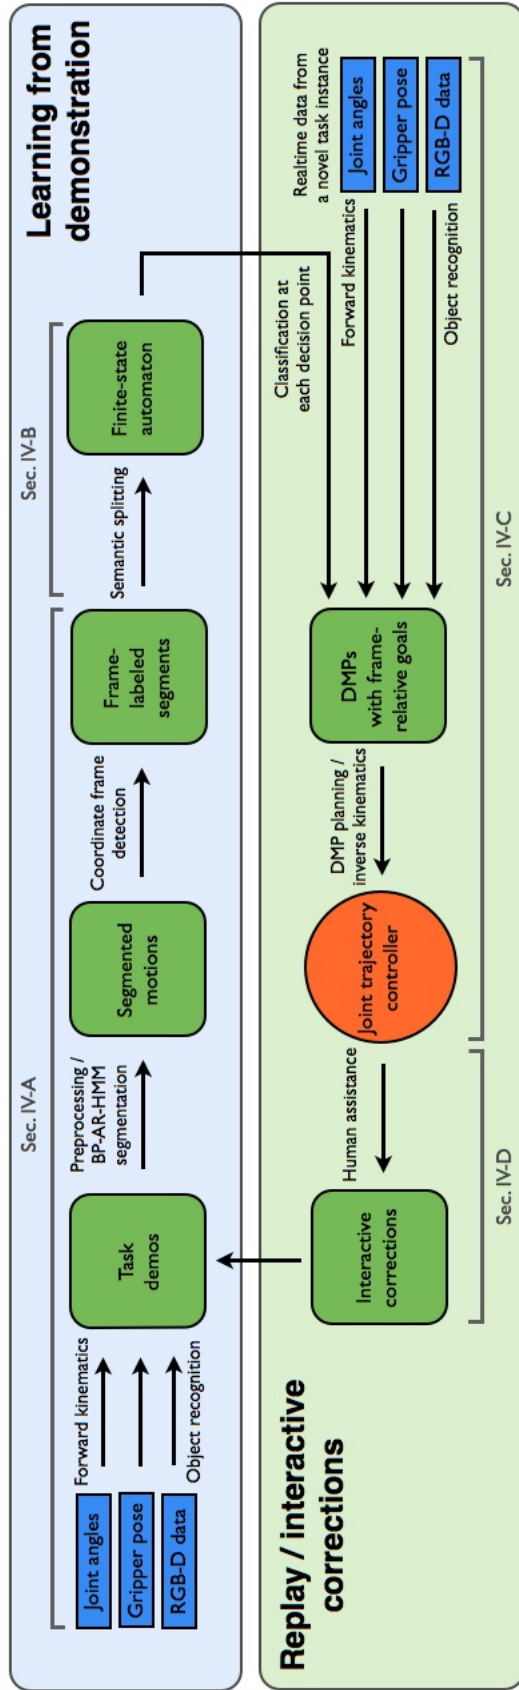 Learning from
demonstration
Sec. IV-A
Sec. IV-B
Joint angles
Gripper pose
RGB-D data
Forward kinematics
Object recognition
Task
demos
Preprocessing /
BP-AR-HMM
segmentation
Segmented
motions
Coordinate frame
detection
Frame-
labeled
segments
Semantic splitting
Finite-state
automaton
Classification at
each decision point
Replay / interactive
corrections
Interactive
corrections
Human assistance
Joint trajectory
controller
DMP planning /
inverse kinematics
DMPs
with frame-
relative goals
Forward kinematics
Object recognition
Realtime data from
a novel task instance
Joint angles
Gripper pose
RGB-D data
Sec. IV-D
Sec. IV-C